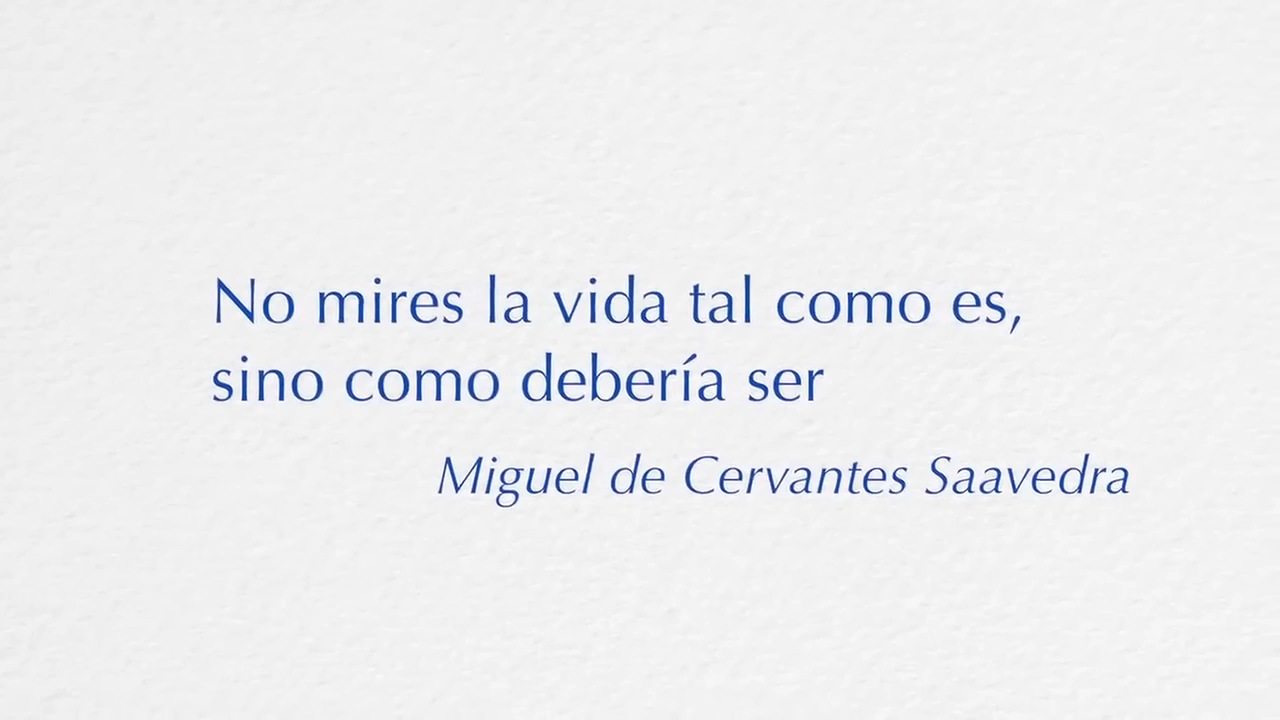 No mires la vida tal como es,
sino como debería ser
Miguel de Cervantes Saavedra